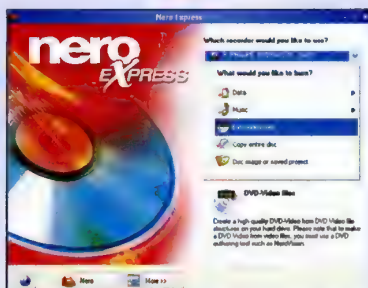 Nero Express
nero
EXPRESS
Which recorder would you like to use?
What would you like to burn?
Data
Music
Copy entire disc
Disc image or saved project
DVD-Video files
Create a high quality DVD-Video from DVD Video file
structures on your hard drive. Please note that to make
a DVD Video from video files, you must use a DVD
authoring tool such as NeroVision.
Nero
More >>